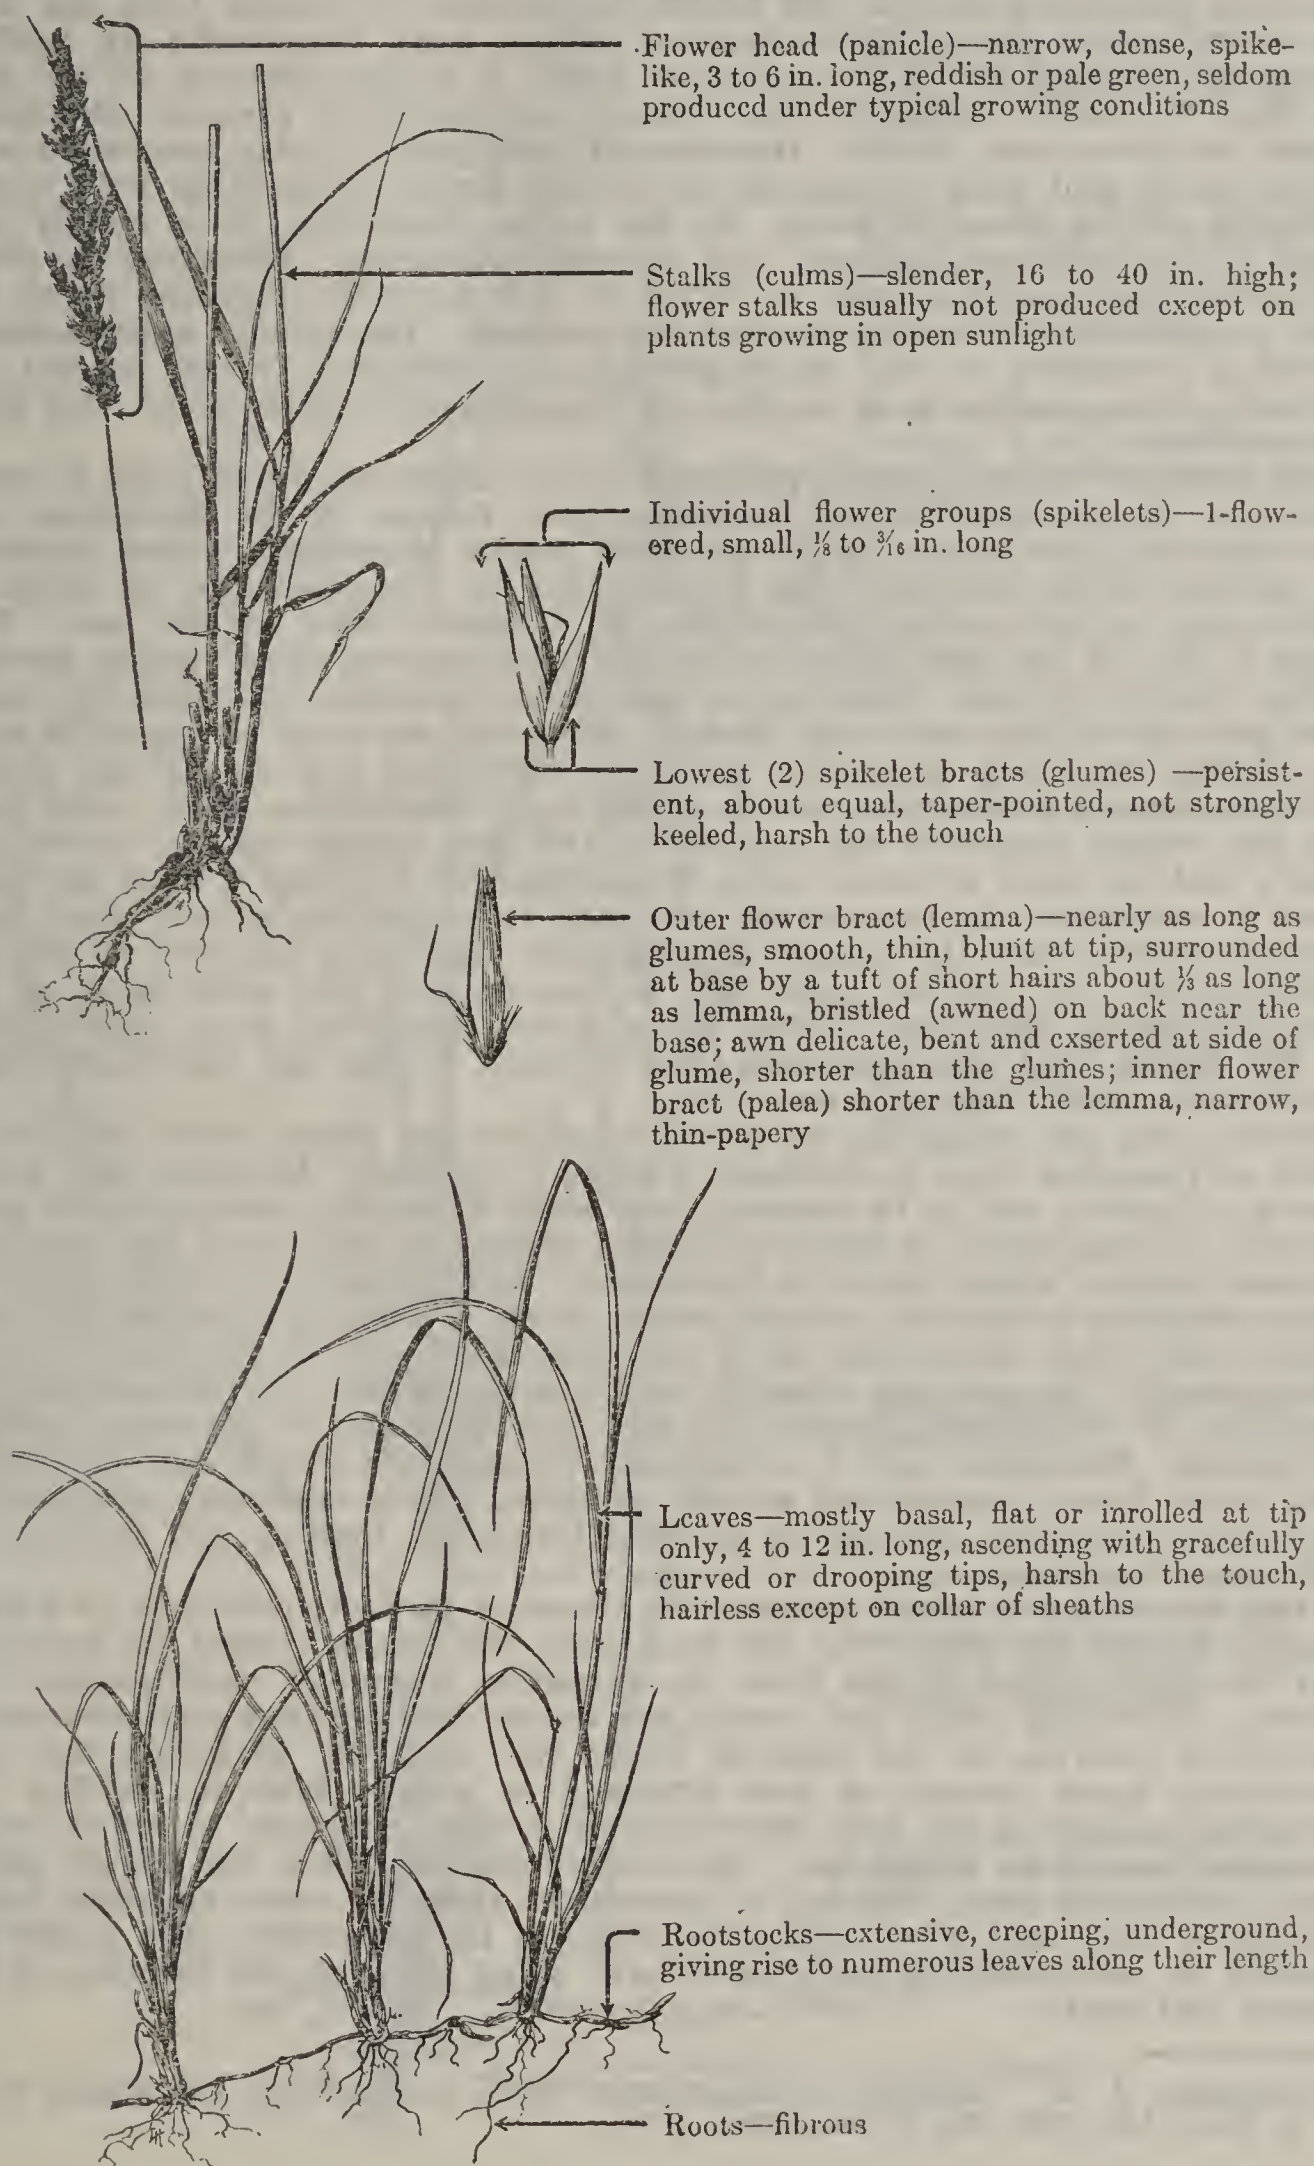 Flower head (panicle)—narrow, dense, spike-
like, 3 to 6 in. long, reddish or pale green, seldom
produced under typical growing conditions
Stalks (culms)—slender, 16 to 40 in. high;
flower stalks usually not produced except on
plants growing in open sunlight
Individual flower groups (spikelets)—1-flow-
ered, small, ⅛ to 3/16 in. long
Lowest (2) spikelet bracts (glumes) —persist-
ent, about equal, taper-pointed, not strongly
keeled, harsh to the touch
Outer flower bract (lemma)—nearly as long as
glumes, smooth, thin, blunt at tip, surrounded
at base by a tuft of short hairs about ⅓ as long
as lemma, bristled (awned) on back near the
base; awn delicate, bent and exserted at side of
glume, shorter than the glumes; inner flower
bract (palea) shorter than the lemma, narrow,
thin-papery
Leaves—mostly basal, flat or inrolled at tip
only, 4 to 12 in. long, ascending with gracefully
curved or drooping tips, harsh to the touch,
hairless except on collar of sheaths
Rootstocks—extensive, creeping, underground,
giving rise to numerous leaves along their length
Roots—fibrous